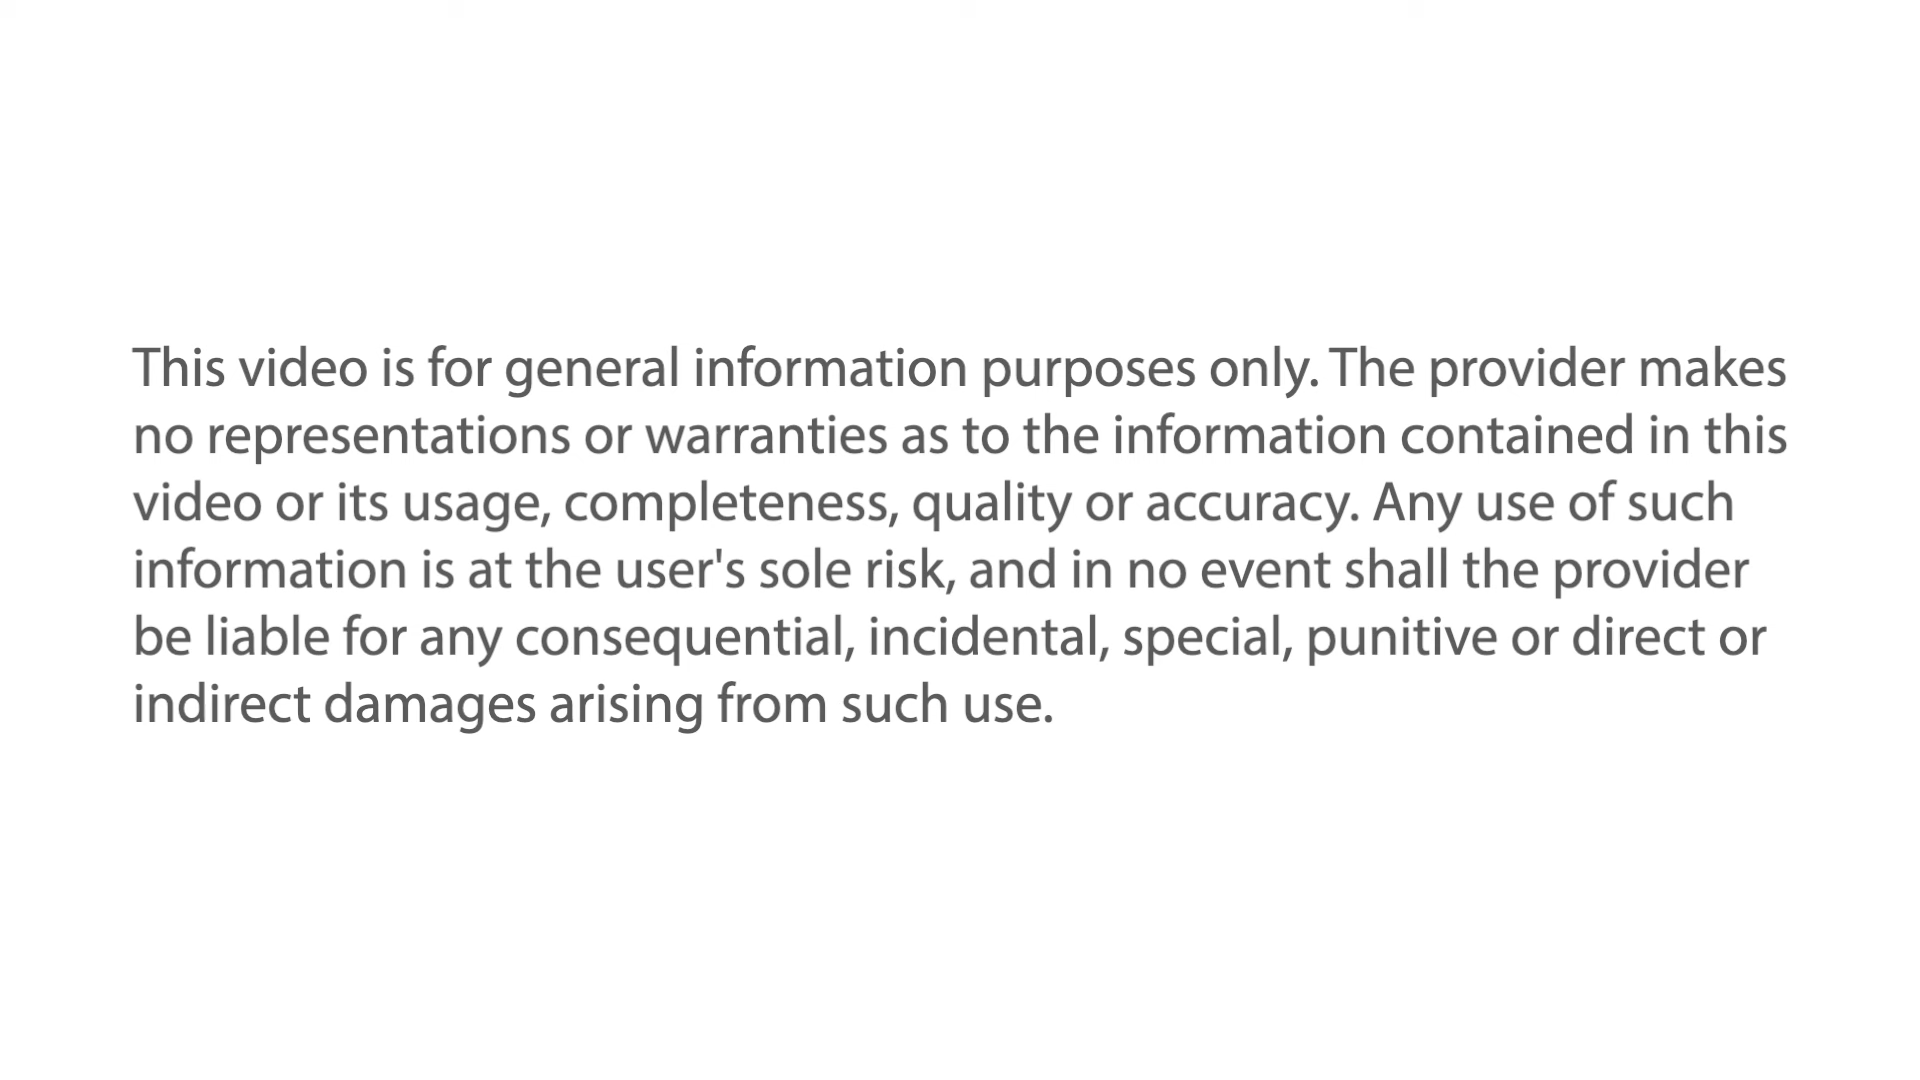 This video is for general information purposes only. The provider makes
no representations or warranties as to the information contained in this
video or its usage, completeness, quality or accuracy. Any use of such
information is at the user's sole risk, and in no event shall the provider
be liable for any consequential, incidental, special, punitive or direct or
indirect damages arising from such use.